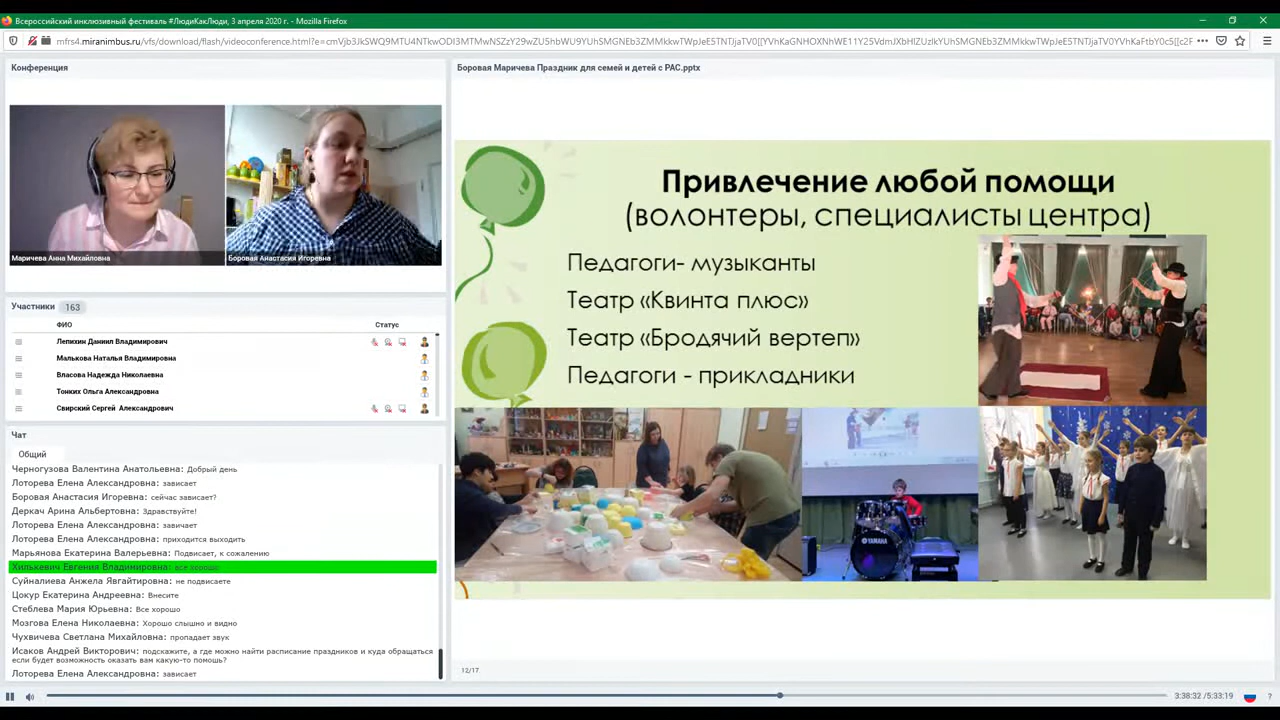 Всероссийский инклюзивный фестиваль #ЛюдиКакЛюди, 3 апреля 2020 г. - Mozilla Firefox
Конференция
Маричева Анна Михайловна
Боровая Анастасия Игоревна
Участники 163
ФИО Статус
Лепихин Даниил Владимирович
Малькова Наталья Владимировна
Власова Надежда Николаевна
Тонких Ольга Александровна
Свирский Сергей Александрович
Чат
Общий
Черногузова Валентина Анатольевна: Добрый день
Лоторева Елена Александровна: зависает
Боровая Анастасия Игоревна: сейчас зависает?
Деркач Арина Альбертовна: Здравствуйте!
Лоторева Елена Александровна: завичает
Лоторева Елена Александровна: приходится выходить
Марьянова Екатерина Валерьевна: Подвисает, к сожалению
Хилькевич Евгения Владимировна: все хорошо
Суйналиева Анжела Явгайтировна: не подвисаете
Цокур Екатерина Андреевна: Внесите
Стеблева Мария Юрьевна: Все хорошо
Мозгова Елена Николаевна: Хорошо слышно и видно
Чухвичева Светлана Михайловна: пропадает звук
Исаков Андрей Викторович: подскажите, а где можно найти расписание праздников и куда обращаться
если будет возможность оказать вам какую-то помошь?
Лоторева Елена Александровна: зависает
Боровая Маричева Праздник для семей и детей с РАС.pptx
Привлечение любой помощи
(волонтеры, специалисты центра)
Педагоги- музыканты
Театр «Квинта плюс»
Театр «Бродячий вертеп»
Педагоги - прикладники
YAMAHA
12/17
3:38:32 /5:33:19
?